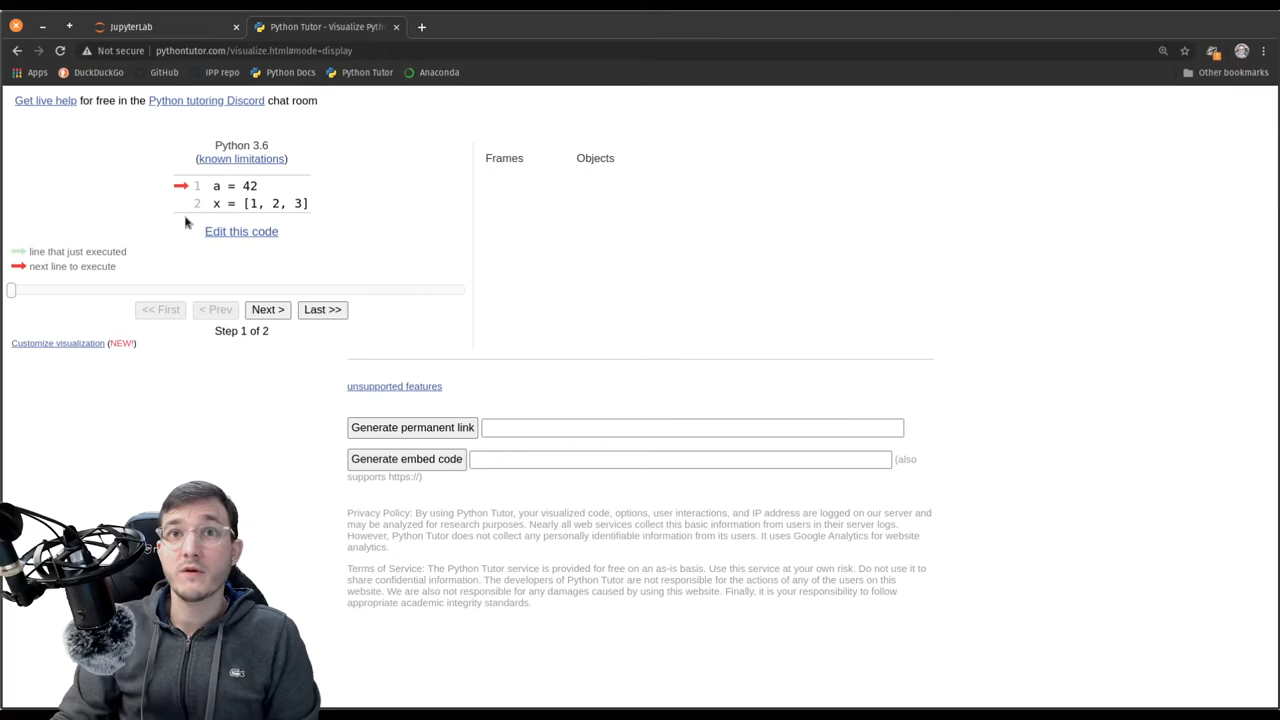 JupyterLab
Python Tutor - Visualize Pyth
Not secure pythontutor.com/visualize.html#mode=display
Apps DuckDuckGo GitHub IPP repo Python Docs Python Tutor Anaconda Other bookmarks
Get live help for free in the Python tutoring Discord chat room
Python 3.6
(known limitations)
1 a = 42
2 x = [1, 2, 3]
Edit this code
line that just executed
next line to execute
<< First < Prev Next > Last >>
Step 1 of 2
Customize visualization (NEW!)
Frames Objects
unsupported features
Generate permanent link
Generate embed code (also
supports https://)
Privacy Policy: By using Python Tutor, your visualized code, options, user interactions, and IP address are logged on our server and
may be analyzed for research purposes. Nearly all web services collect this basic information from users in their server logs.
However, Python Tutor does not collect any personally identifiable information from its users. It uses Google Analytics for website
analytics.
Terms of Service: The Python Tutor service is provided for free on an as-is basis. Use this service at your own risk. Do not use it to
share confidential information. The developers of Python Tutor are not responsible for the actions of any of the users on this
website. We are also not responsible for any damages caused by using this website. Finally, it is your responsibility to follow
appropriate academic integrity standards.